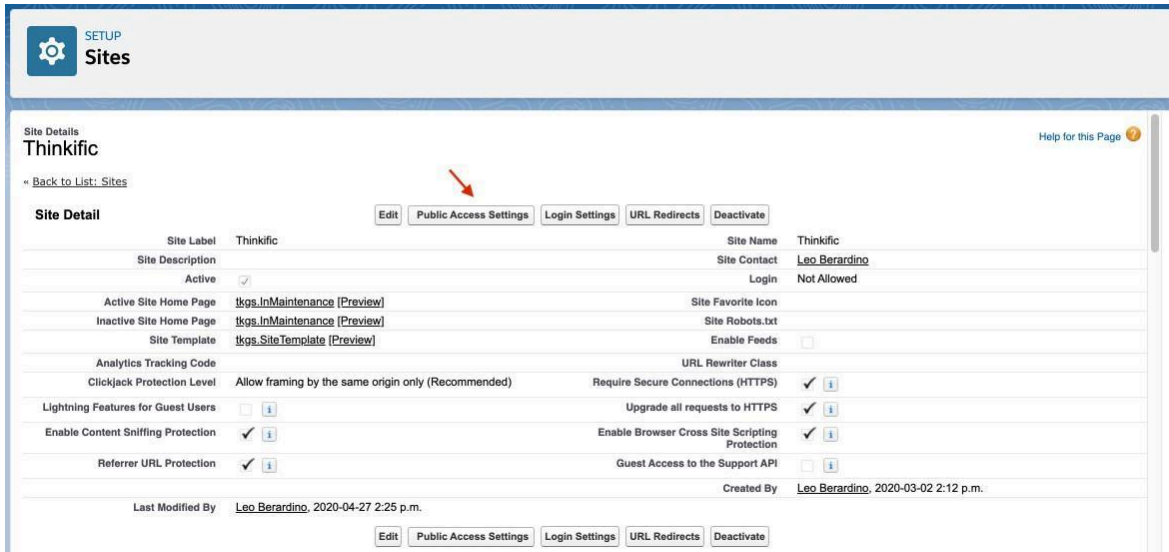 SETUP
Sites
Site Details
Thinkific
Help for this Page ?
« Back to List: Sites
Site Detail
Edit Public Access Settings Login Settings URL Redirects Deactivate
Site Label Thinkific Site Name Thinkific
Site Description Site Contact Leo Berardino
Active Login Not Allowed
Active Site Home Page tkgs.InMaintenance [Preview] Site Favorite Icon
Inactive Site Home Page tkgs.InMaintenance [Preview] Site Robots.txt
Site Template tkgs.SiteTemplate [Preview] Enable Feeds
Analytics Tracking Code URL Rewriter Class
Clickjack Protection Level Allow framing by the same origin only (Recommended) Require Secure Connections (HTTPS) i
Lightning Features for Guest Users i Upgrade all requests to HTTPS i
Enable Content Sniffing Protection i Enable Browser Cross Site Scripting
Protection i
Referrer URL Protection i Guest Access to the Support API i
Created By Leo Berardino, 2020-03-02 2:12 p.m.
Last Modified By Leo Berardino, 2020-04-27 2:25 p.m.
Edit Public Access Settings Login Settings URL Redirects Deactivate